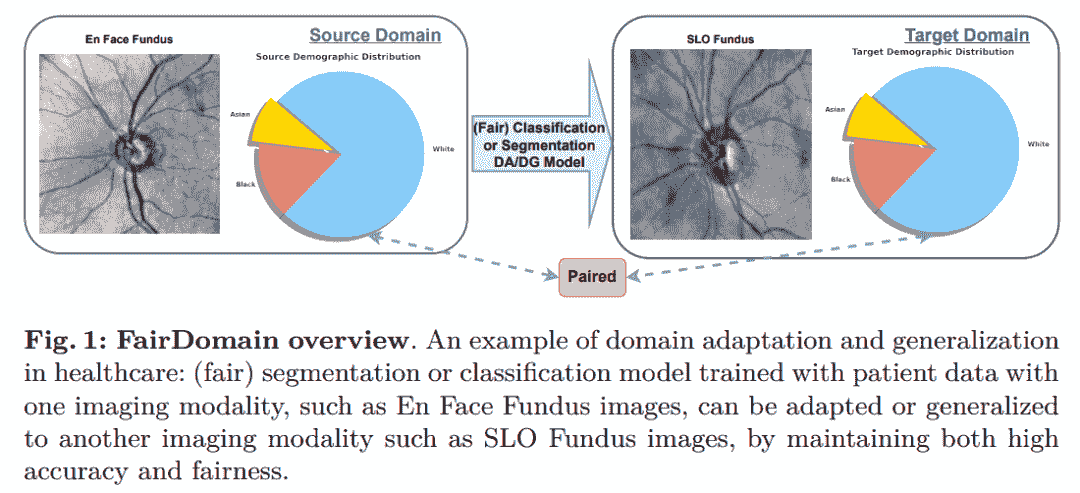 Source Domain
En Face Fundus
Source Demographic Distribution
Asian
White
Black
(Fair) Classification
or Segmentation
DA/DG Model
Target Domain
SLO Fundus
Target Demographic Distribution
Asian
White
Black
Paired
Fig. 1: FairDomain overview. An example of domain adaptation and generalization
in healthcare: (fair) segmentation or classification model trained with patient data with
one imaging modality, such as En Face Fundus images, can be adapted or generalized
to another imaging modality such as SLO Fundus images, by maintaining both high
accuracy and fairness.